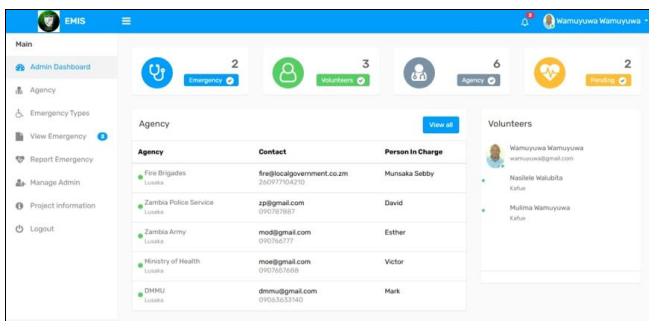 EMIS
3
Wamuyuwa Wamuyuwa
Main
Admin Dashboard
Agency
Emergency Types
View Emergency
Report Emergency
Manage Admin
Project information
Logout
2
Emergency
3
Volunteers
6
Agency
2
Pending
Agency
View all
Agency Contact Person In Charge
Fire Brigades fire@localgovernment.co.zm Munsaka Sebby
Lusaka 260977104210
Zambia Police Service zp@gmail.com David
Lusaka 090787887
Zambia Army mod@gmail.com Esther
Lusaka 090766777
Ministry of Health moe@gmail.com Victor
Lusaka 0907657668
DMMU dmmu@gmail.com Mark
Lusaka 09063633140
Volunteers
Wamuyuwa Wamuyuwa
wamuyuwa@gmail.com
Nasilele Walubita
Kafue
Mulima Wamuyuwa
Kafue